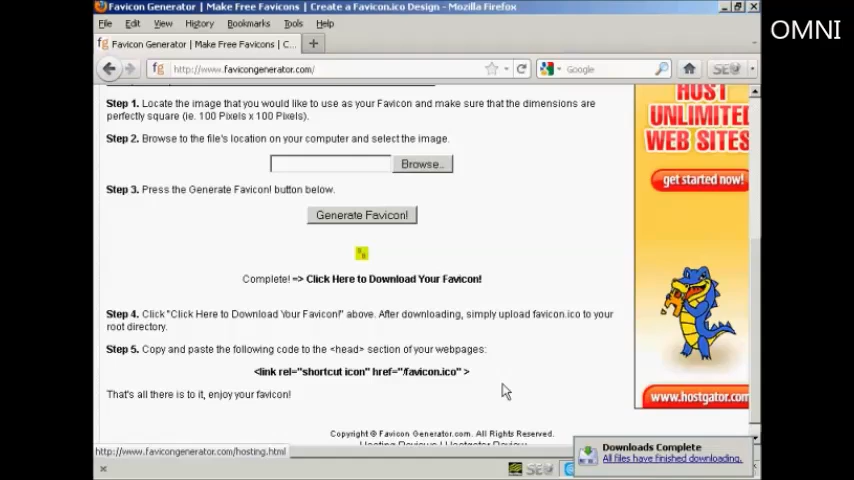 Favicon Generator | Make Free Favicons | Create a Favicon.ico Design - Mozilla Firefox
OMNI
File Edit View History Bookmarks Tools Help
fg Favicon Generator | Make Free Favicons | C...
fg http://www.favicongenerator.com/ Google SEO
Step 1. Locate the image that you would like to use as your Favicon and make sure that the dimensions are
perfectly square (ie. 100 Pixels x 100 Pixels).
Step 2. Browse to the file's location on your computer and select the image.
Browse...
Step 3. Press the Generate Favicon! button below.
Generate Favicon!
Complete! => Click Here to Download Your Favicon!
Step 4. Click "Click Here to Download Your Favicon!" above. After downloading, simply upload favicon.ico to your
root directory.
Step 5. Copy and paste the following code to the <head> section of your webpages:
<link rel="shortcut icon" href="/favicon.ico" >
That's all there is to it, enjoy your favicon!
Copyright © Favicon Generator.com. All Rights Reserved.
Hosting Reviews | Hostgator Review
HOST
UNLIMITED
WEB SITES
get started now!
www.hostgator.com
http://www.favicongenerator.com/hosting.html
Downloads Complete
All files have finished downloading.
SEO